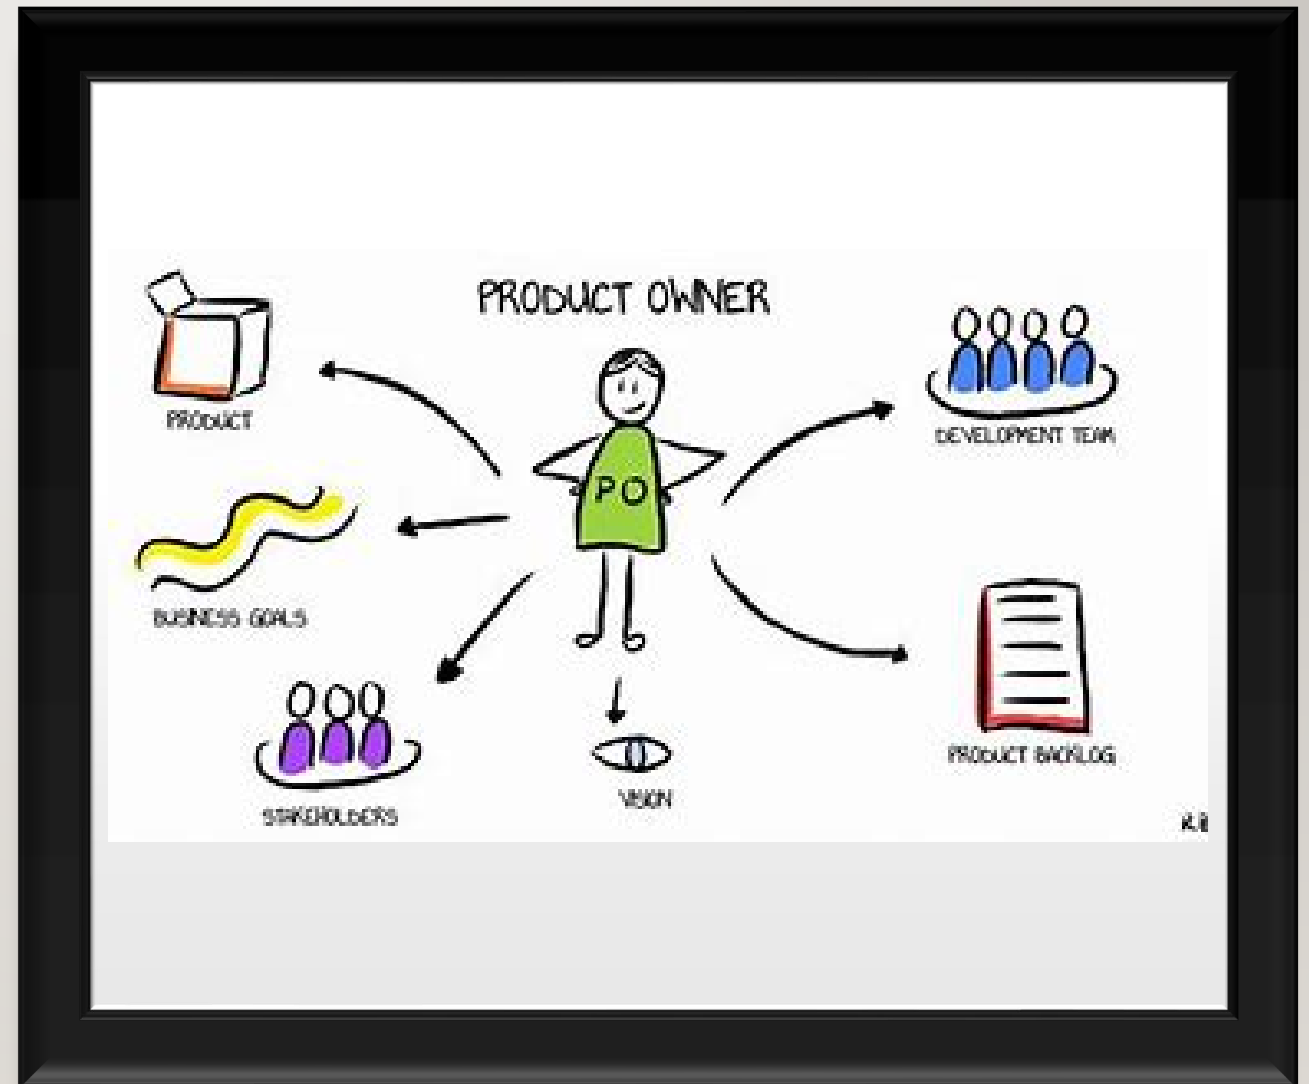 PRODUCT OWNER
PRODUCT
PO
DEVELOPMENT TEAM
BUSINESS GOALS
PRODUCT BACKLOG
STAKEHOLDERS
VISION